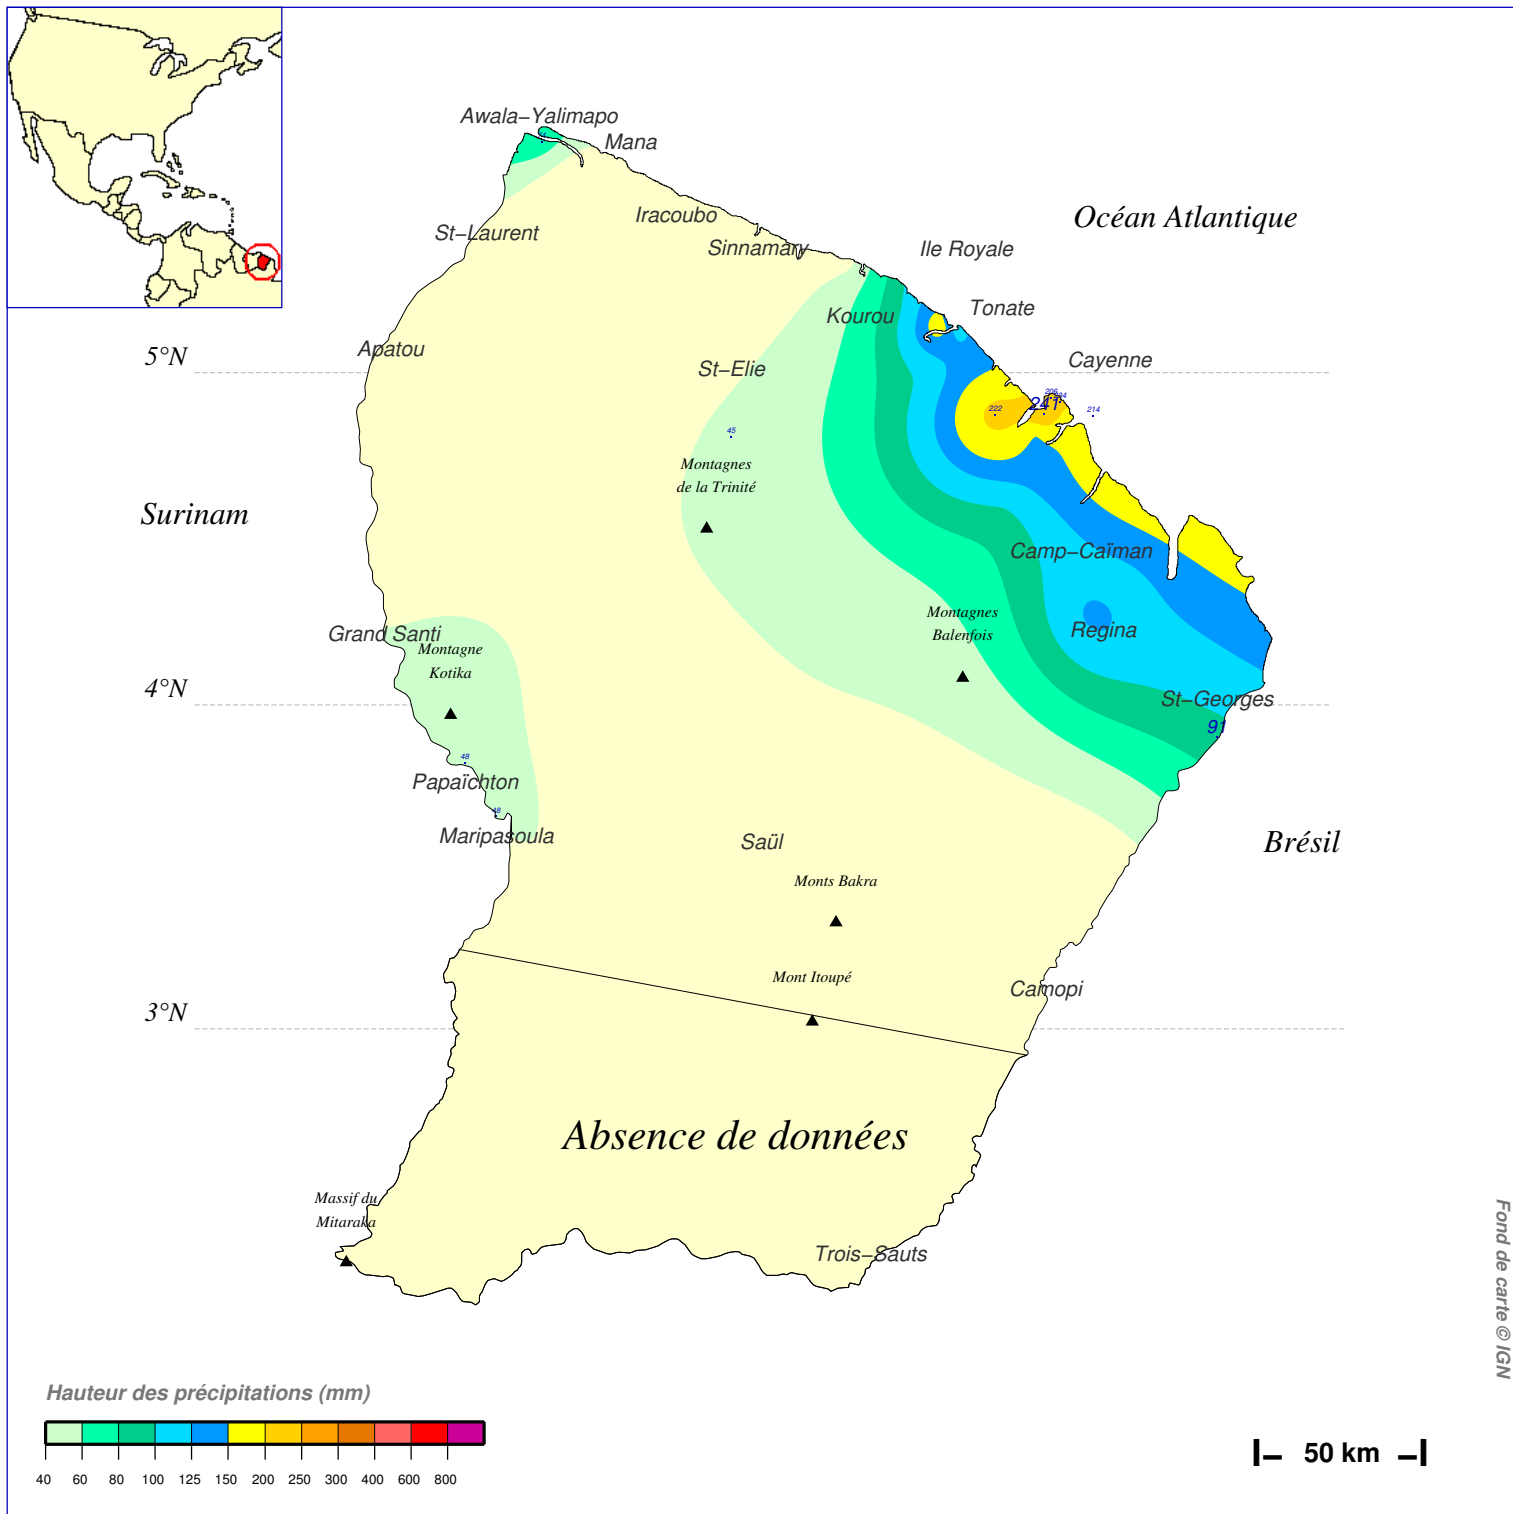 Awala–Yalimapo
Mana
Iracoubo
St–Laurent
Sinnamary
Ile Royale
Océan Atlantique
Tonate
Kourou
Apatou
5°N
St–Elie
Cayenne
206
241
222
214
45
Montagnes
de la Trinité
Surinam
Camp–Caïman
Montagnes
Balenfois
Regina
Grand Santi
Montagne
Kotika
4°N
St–Georges
91
48
Papaïchton
48
Maripasoula
Saül
Brésil
Monts Bakra
Mont Itoupé
Camopi
3°N
Absence de données
Massif du
Mitaraka
Trois–Sauts
Fond de carte © IGN
Hauteur des précipitations (mm)
40 60 80 100 125 150 200 250 300 400 600 800
50 km